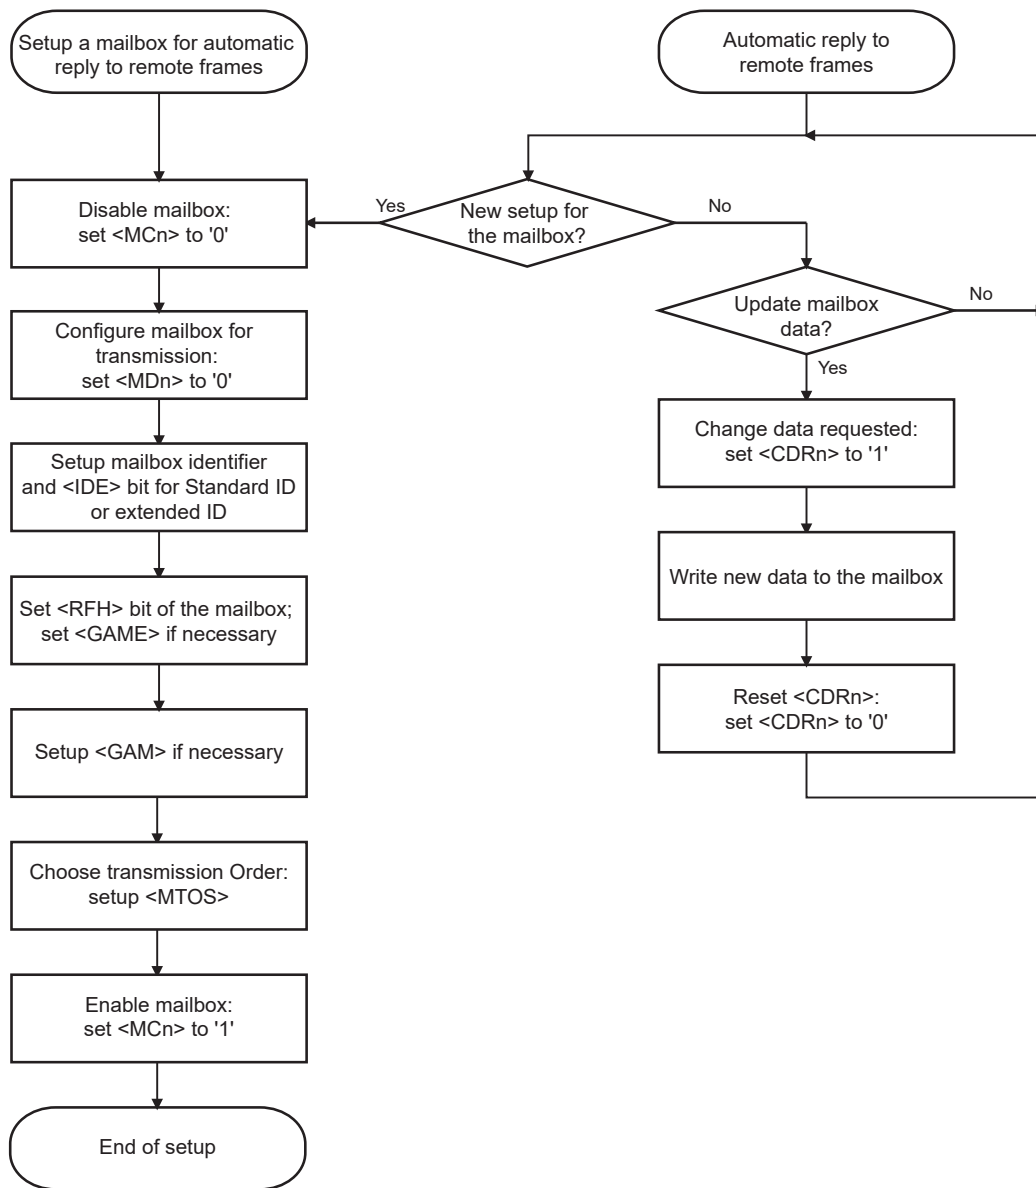 Setup a mailbox for automatic
reply to remote frames
Disable mailbox:
set <MCn> to '0'
Configure mailbox for
transmission:
set <MDn> to '0'
Setup mailbox identifier
and <IDE> bit for Standard ID
or extended ID
Set <RFH> bit of the mailbox;
set <GAME> if necessary
Setup <GAM> if necessary
Choose transmission Order:
setup <MTOS>
Enable mailbox:
set <MCn> to '1'
End of setup
Automatic reply to
remote frames
Yes
New setup for
the mailbox?
No
Update mailbox
data?
No
Yes
Change data requested:
set <CDRn> to '1'
Write new data to the mailbox
Reset <CDRn>:
set <CDRn> to '0'